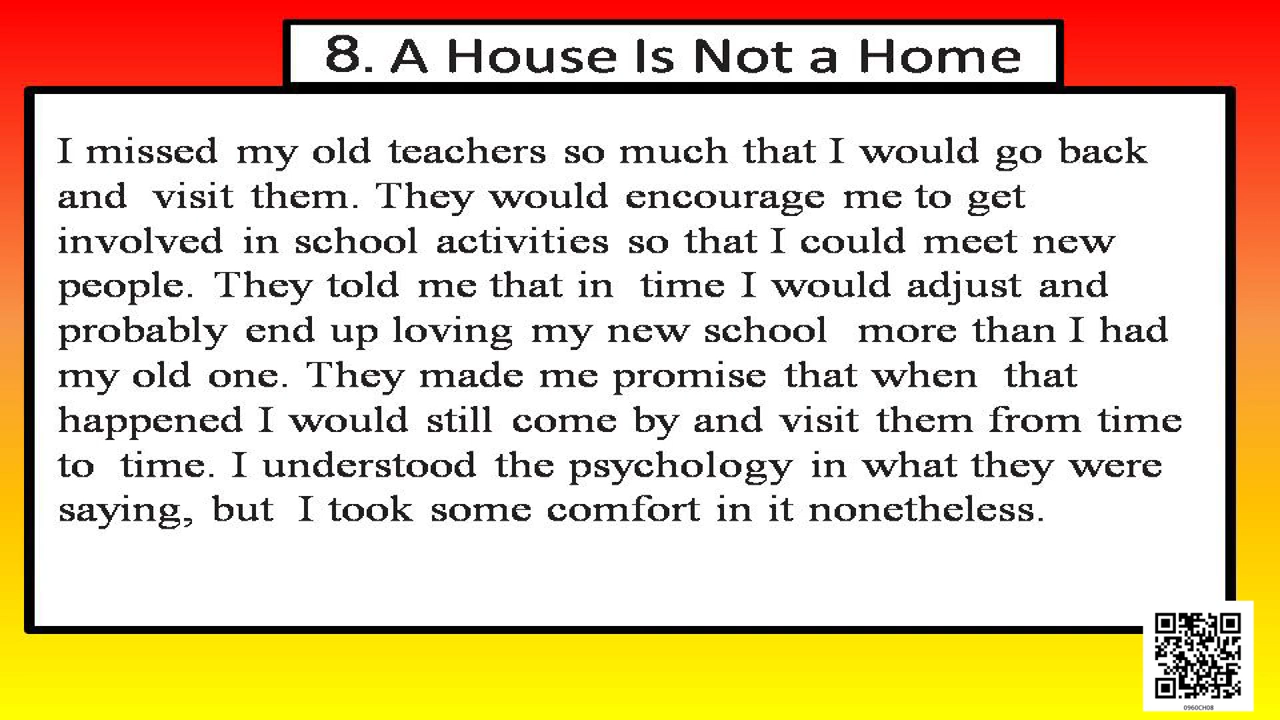 8. A House Is Not a Home
I missed my old teachers so much that I would go back
and visit them. They would encourage me to get
involved in school activities so that I could meet new
people. They told me that in time I would adjust and
probably end up loving my new school more than I had
my old one. They made me promise that when that
happened I would still come by and visit them from time
to time. I understood the psychology in what they were
saying, but I took some comfort in it nonetheless.
0960CH08